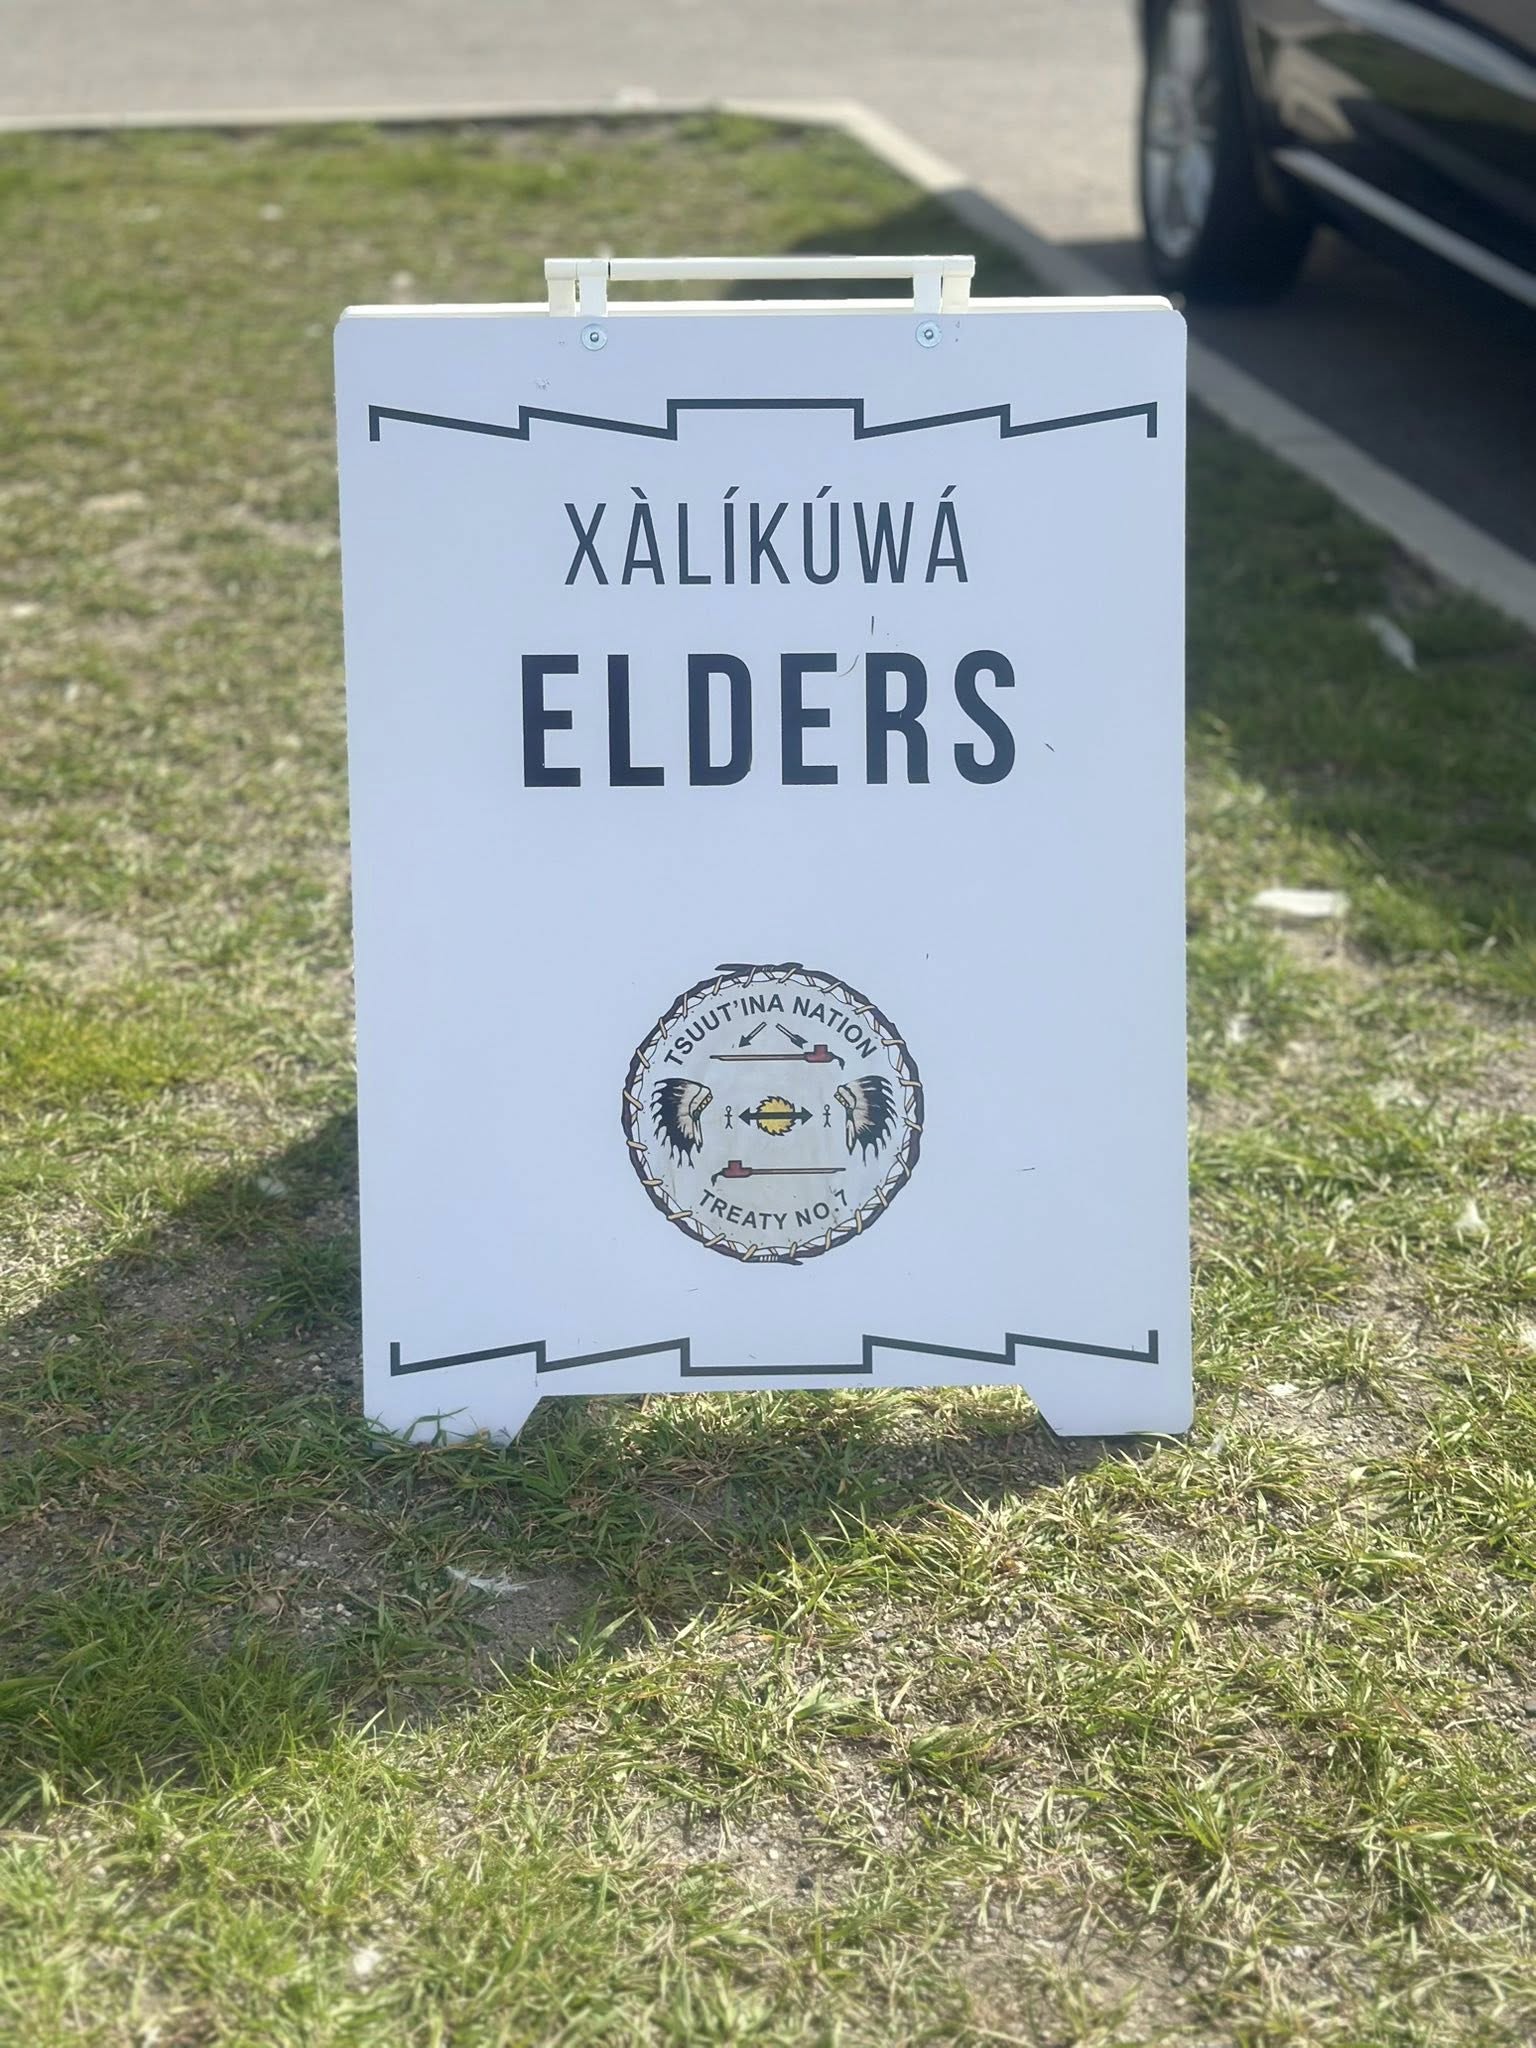 XÀLÍKÚWÁ
ELDERS
TSUUT'INA NATION
TREATY NO.7